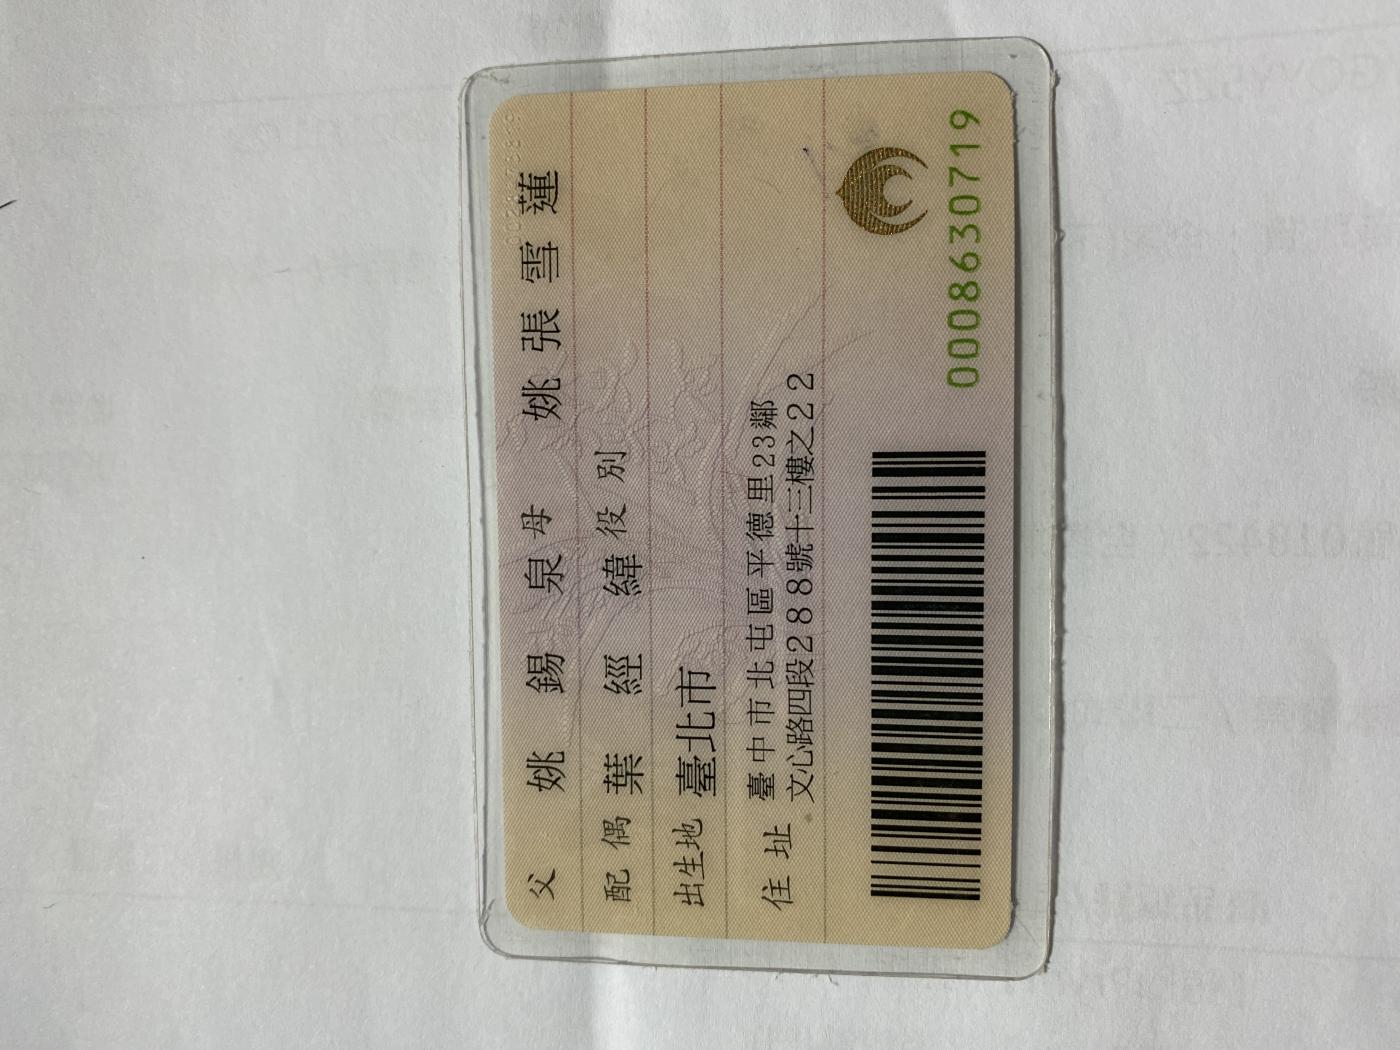 父 姚 錫 泉 母 姚 張 雪 蓮
配偶 葉 經 緯 役別
出生地 臺北市
住址 臺中市北屯區平德里23鄰
文心路四段288號十三樓之22
0008630719